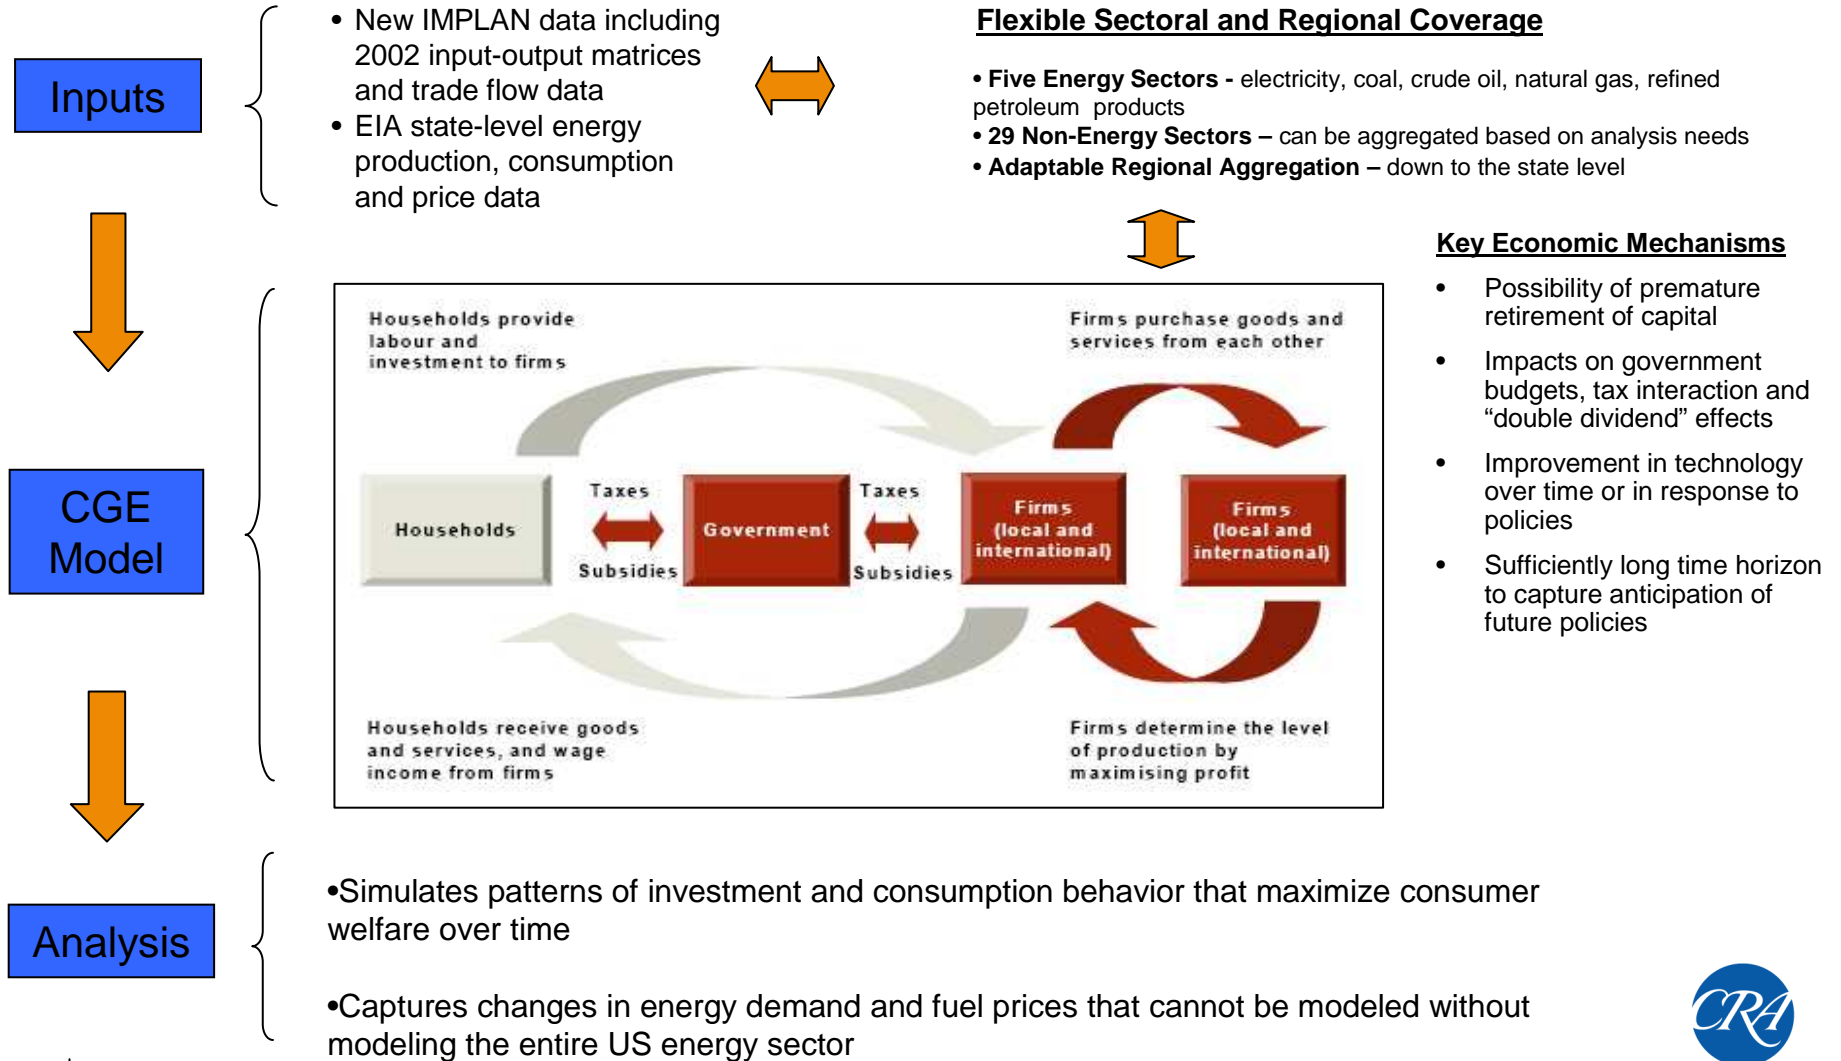 Inputs
• New IMPLAN data including
2002 input-output matrices
and trade flow data
• EIA state-level energy
production, consumption
and price data
Flexible Sectoral and Regional Coverage
• Five Energy Sectors - electricity, coal, crude oil, natural gas, refined
petroleum products
• 29 Non-Energy Sectors – can be aggregated based on analysis needs
• Adaptable Regional Aggregation – down to the state level
Key Economic Mechanisms
• Possibility of premature
retirement of capital
• Impacts on government
budgets, tax interaction and
“double dividend” effects
• Improvement in technology
over time or in response to
policies
• Sufficiently long time horizon
to capture anticipation of
future policies
CGE
Model
Households provide
labour and
investment to firms
Firms purchase goods and
services from each other
Households
Taxes
Subsidies
Government
Taxes
Subsidies
Firms
(local and
international)
Firms
(local and
international)
Households receive goods
and services, and wage
income from firms
Firms determine the level
of production by
maximising profit
Analysis
•Simulates patterns of investment and consumption behavior that maximize consumer
welfare over time
•Captures changes in energy demand and fuel prices that cannot be modeled without
modeling the entire US energy sector
CRA